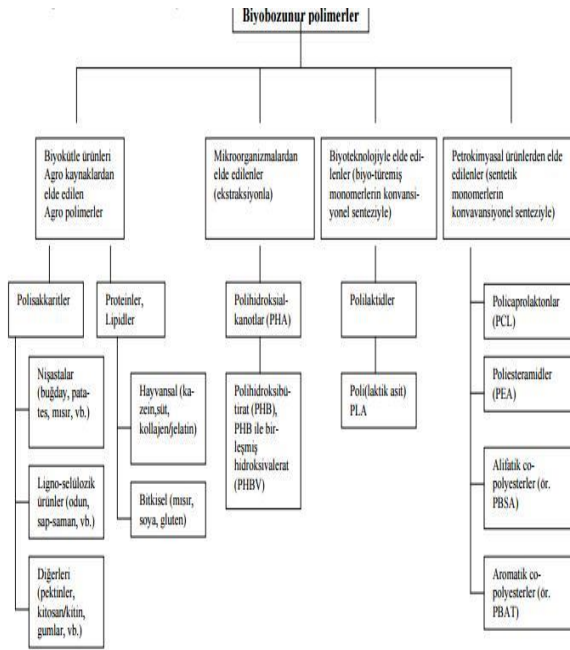 Biyobozunur polimerler
Biyokütle ürünleri
Agro kaynaklardan
elde edilen
Agro polimerler
Mikroorganizmalardan
elde edilenler
(ekstraksiyonla)
Biyoteknolojiyle elde edi-
lenler (biyo-türemiş
monomerlerin konvansi-
yonel senteziyle)
Petrokimyasal ürünlerden elde
edilenler (sentetik
monomerlerin
konvavansiyonel senteziyle)
Polisakkaritler
Proteinler,
Lipidler
Polihidroksial-
kanotlar (PHA)
Polilaktidler
Policaprolaktonlar
(PCL)
Nişastalar
(buğday, pata-
tes, mısır, vb.)
Hayvansal (ka-
zein,süt,
kollajen/jelatin)
Polihidroksibü-
tirat (PHB),
PHB ile bir-
leşmiş
hidroksivalerat
(PHBV)
Poli(laktik asit)
PLA
Poliesteramidler
(PEA)
Ligno-selülozik
ürünler (odun,
sap-saman, vb.)
Bitkisel (mısır,
soya, gluten)
Alifatik co-
polyesterler (ör.
PBSA)
Diğerleri
(pektinler,
kitosan/kitin,
gumlar, vb.)
Aromatik co-
polyesterler (ör.
PBAT)